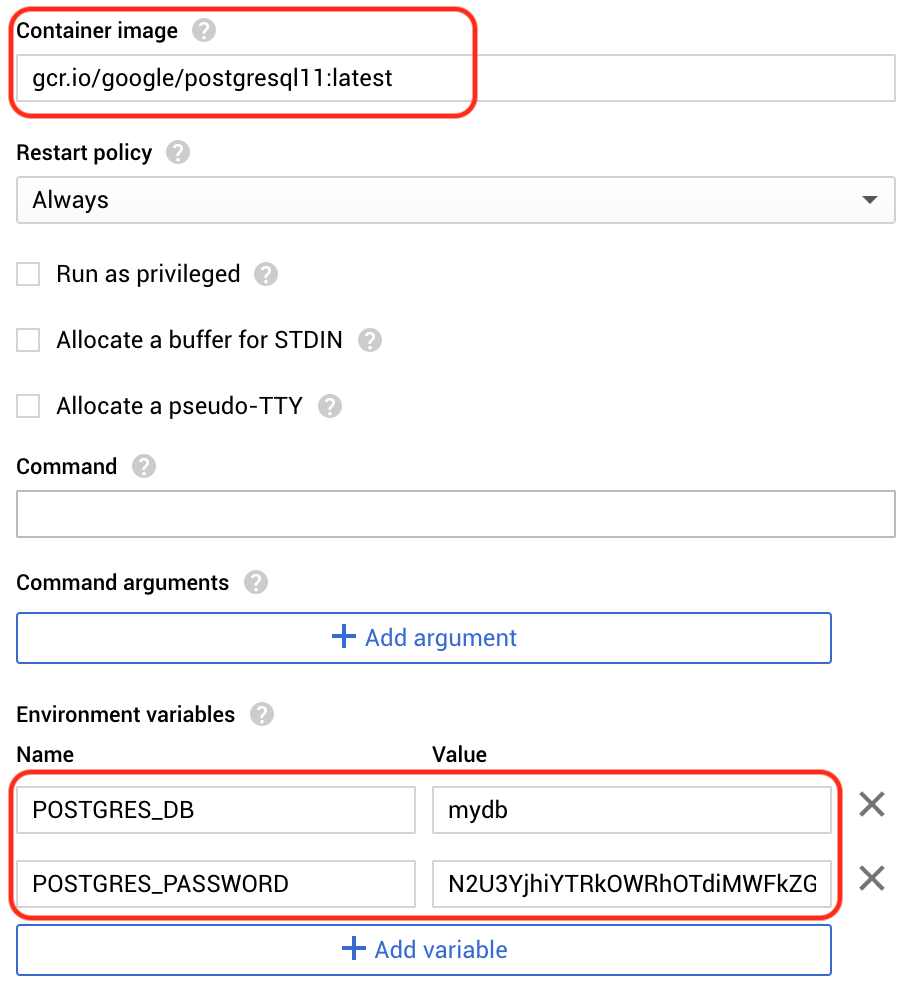 Container image ?
gcr.io/google/postgresql11:latest
Restart policy ?
Always
Run as privileged ?
Allocate a buffer for STDIN ?
Allocate a pseudo-TTY ?
Command ?
Command arguments ?
+ Add argument
Environment variables ?
Name Value
POSTGRES_DB mydb
POSTGRES_PASSWORD N2U3YjhiYTRkOWRhOTdiMWFkZG
+ Add variable